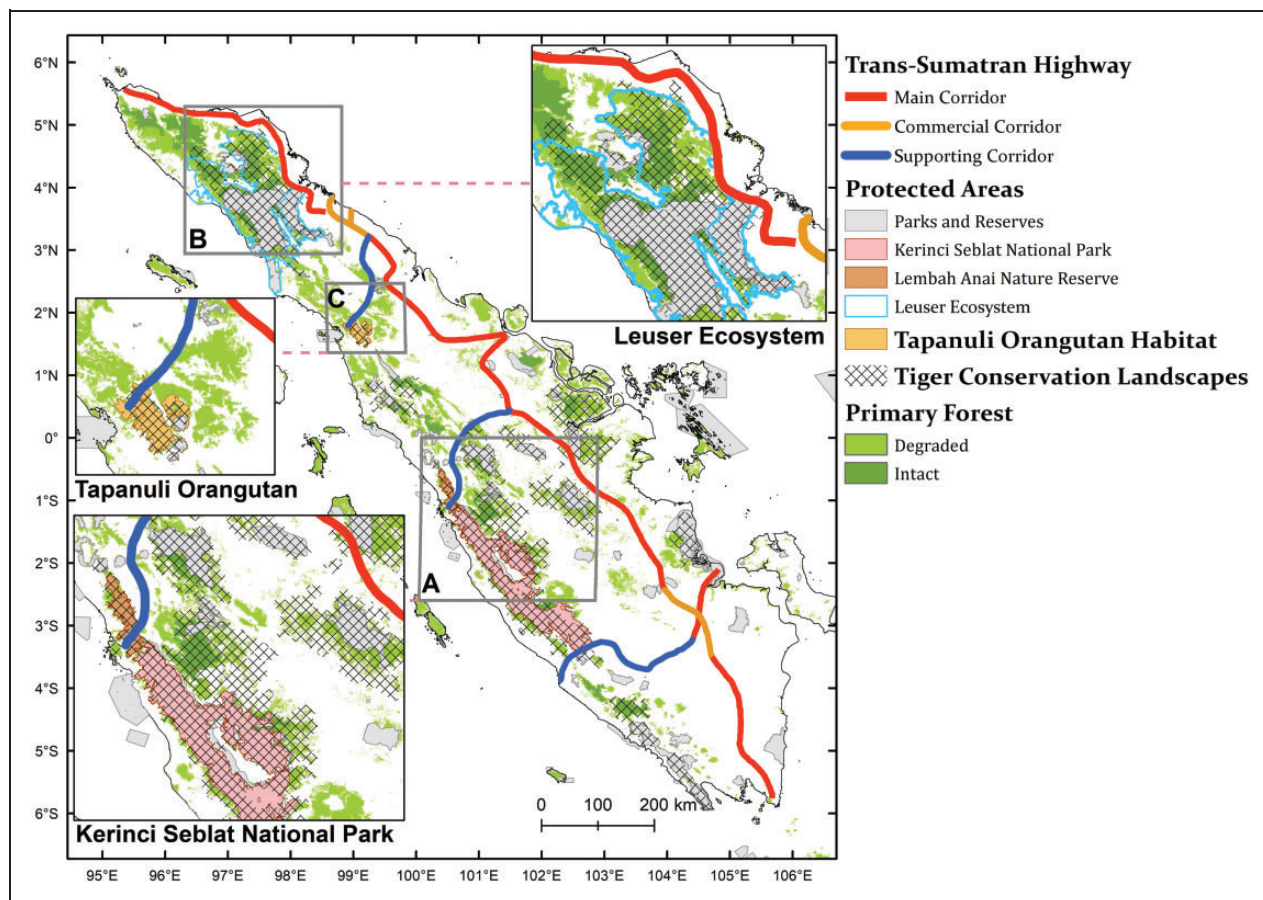 6°N
5°N
4°N
3°N
2°N
1°N
0°
1°S
2°S
3°S
4°S
5°S
6°S
95°E
96°E
97°E
98°E
99°E
100°E
101°E
102°E
103°E
104°E
105°E
106°E
B
C
A
Leuser Ecosystem
Tapanuli Orangutan
Kerinci Seblat National Park
0 100 200 km
Trans-Sumatran Highway
Main Corridor
Commercial Corridor
Supporting Corridor
Protected Areas
Parks and Reserves
Kerinci Seblat National Park
Lembah Anai Nature Reserve
Leuser Ecosystem
Tapanuli Orangutan Habitat
Tiger Conservation Landscapes
Primary Forest
Degraded
Intact